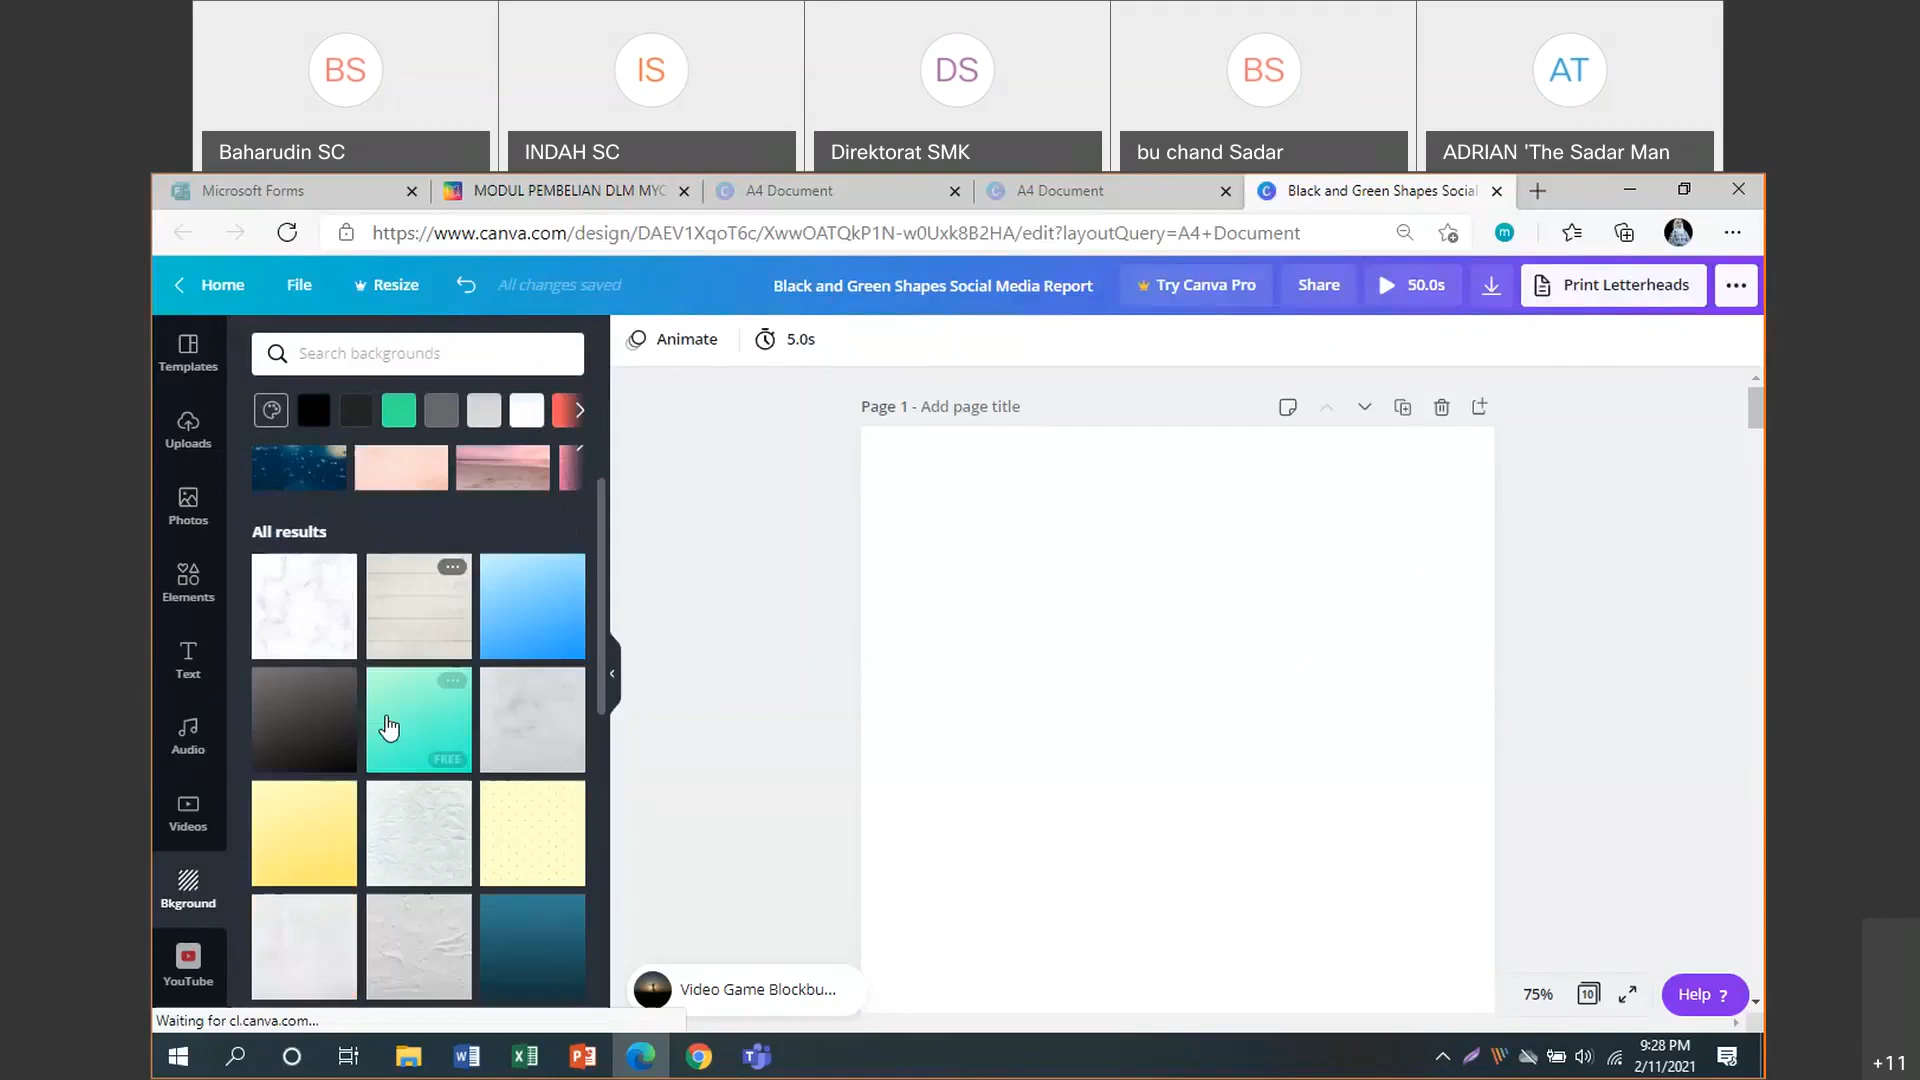 BS
IS
DS
BS
AT
Baharudin SC
INDAH SC
Direktorat SMK
bu chand Sadar
ADRIAN 'The Sadar Man
Microsoft Forms
MODUL PEMBELIAN DLM MYC
A4 Document
A4 Document
Black and Green Shapes Social
https://www.canva.com/design/DAEV1XqoT6c/XwwOATQkP1N-w0Uxk8B2HA/edit?layoutQuery=A4+Document
m
Home
File
Resize
All changes saved
Black and Green Shapes Social Media Report
Try Canva Pro
Share
50.0s
Print Letterheads
Templates
Uploads
Photos
Elements
Text
Audio
Videos
Bkground
YouTube
Search backgrounds
All results
FREE
Animate
5.0s
Page 1 - Add page title
Video Game Blockbu...
75%
10
Help ?
Waiting for cl.canva.com...
9:28 PM
2/11/2021
+11